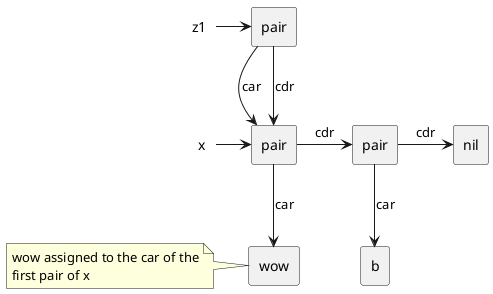 z1
pair
car
cdr
x
pair
cdr
pair
cdr
nil
car
car
wow assigned to the car of the
first pair of x
wow
b